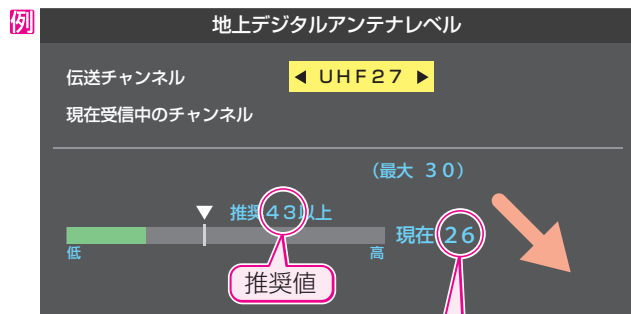 例
地上デジタルアンテナレベル
伝送チャンネル ◀ UHF27 ▶
現在受信中のチャンネル
(最大 30)
▼ 推奨43以上
現在 26
低 高
推奨値